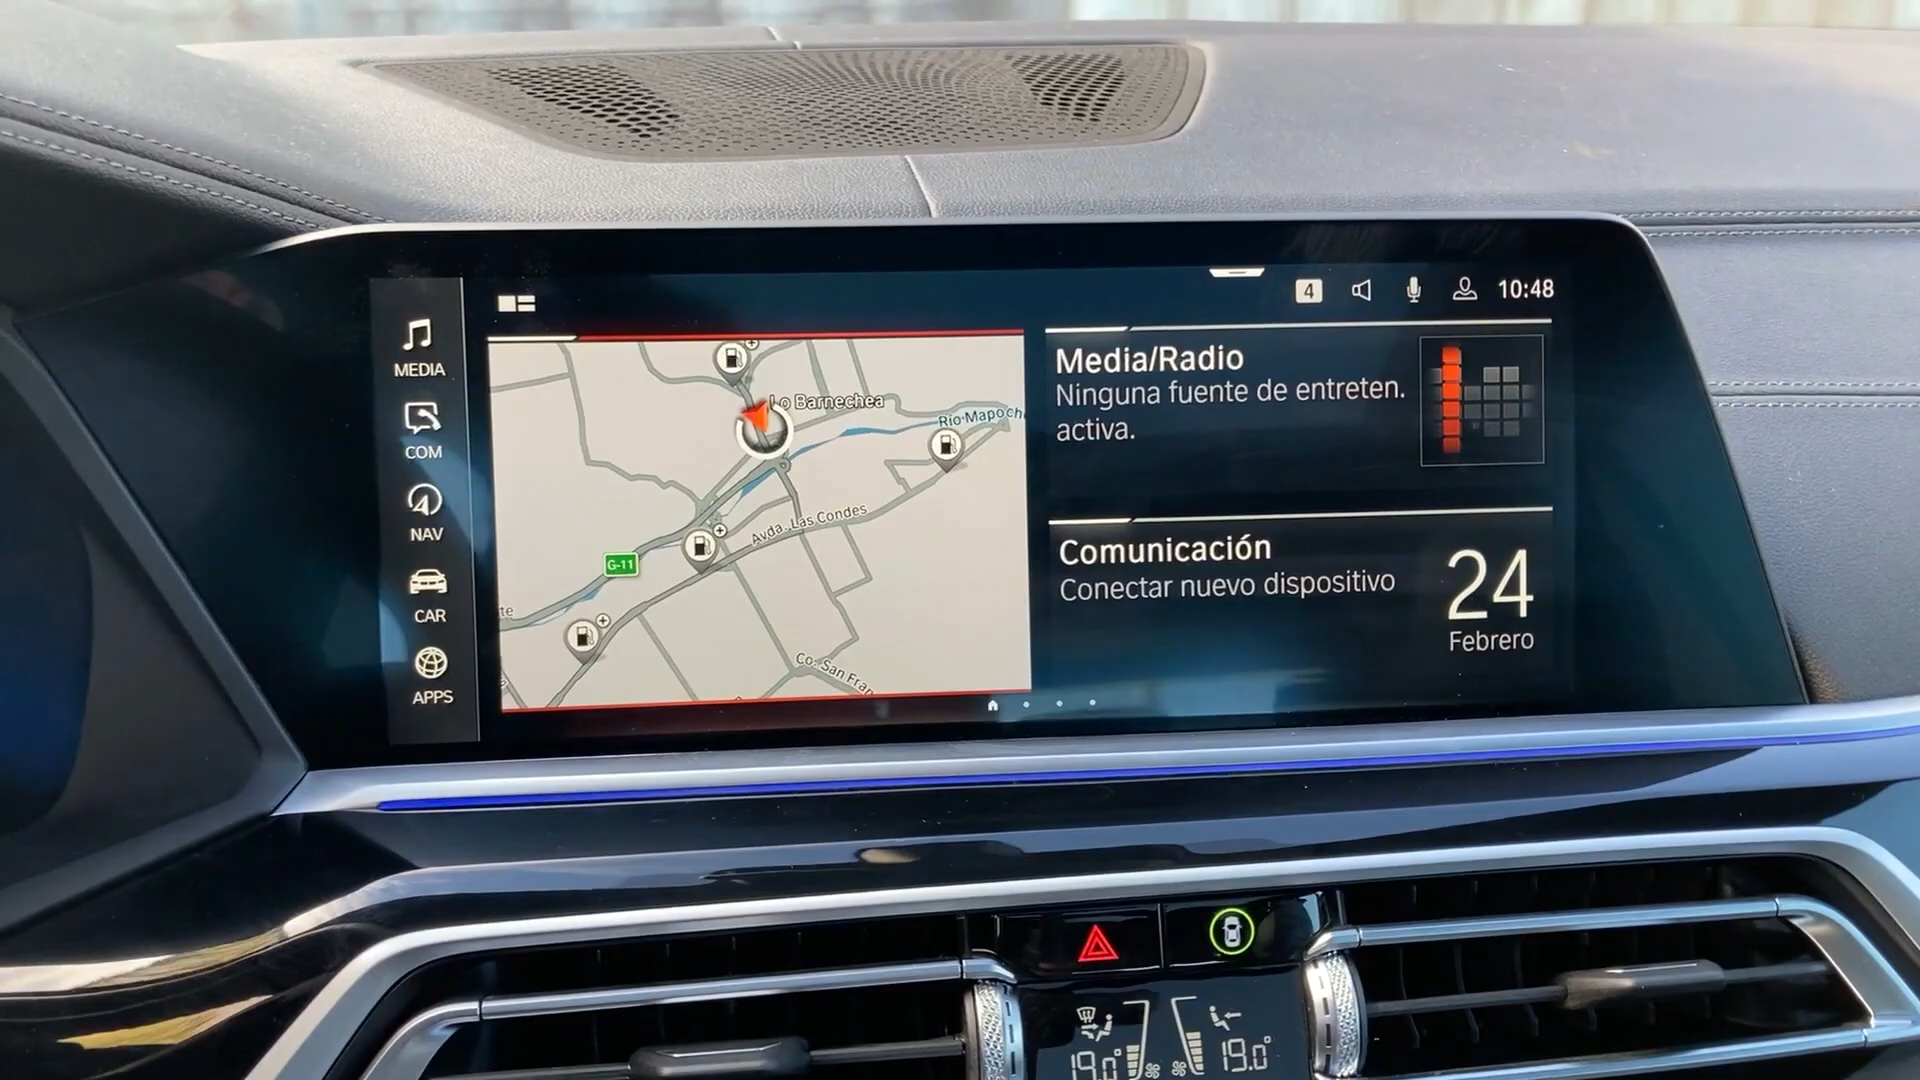 MEDIA
COM
NAV
CAR
APPS
4
10:48
Lo Barnechea
Río Mapoch
Avda. Las Condes
G-11
te
Co. San Fran
Media/Radio
Ninguna fuente de entreten.
activa.
Comunicación
Conectar nuevo dispositivo
24
Febrero
19.0°
19.0°